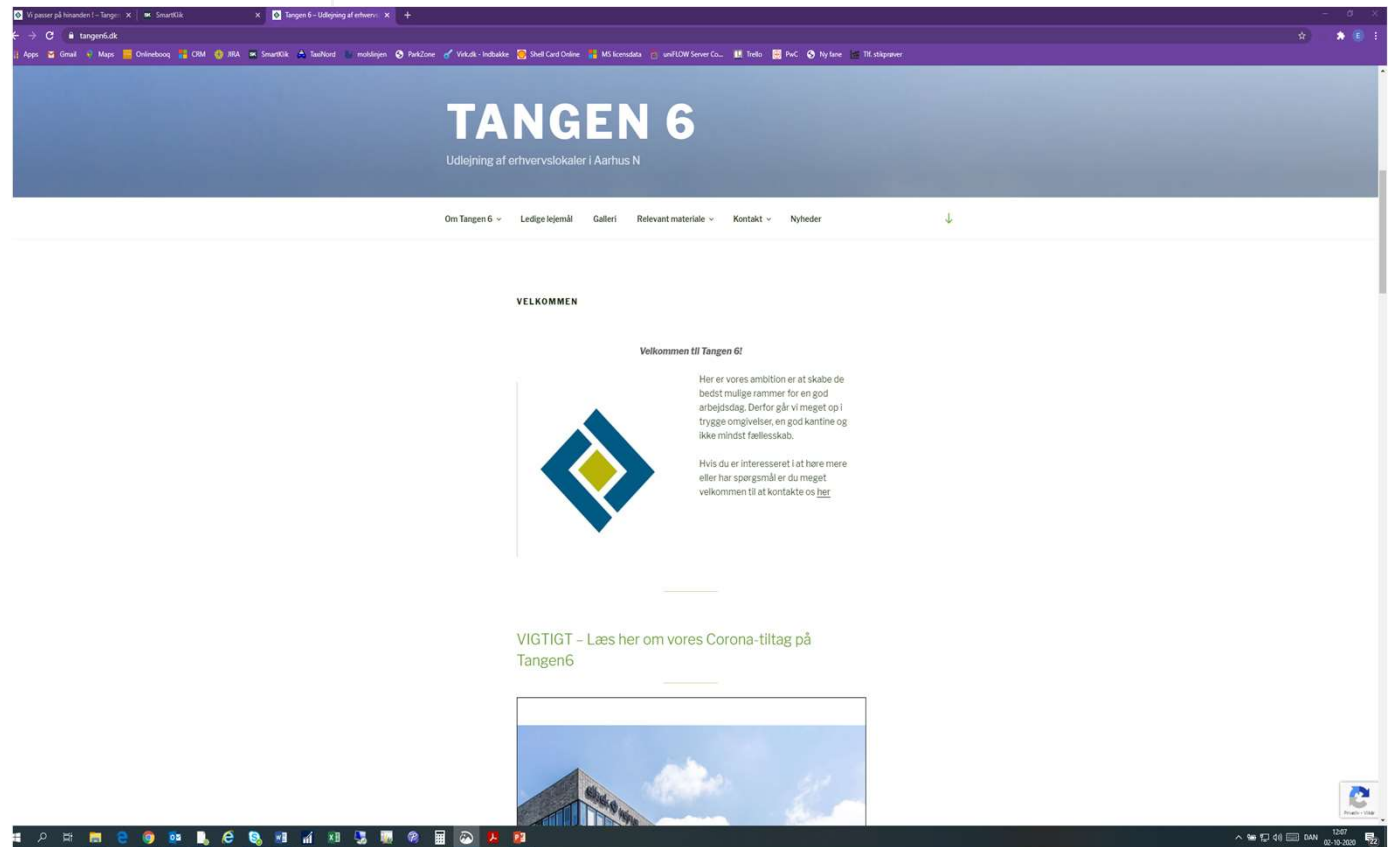 Vi passer på hinanden ! – Tangen
SmartKlik
Tangen 6 – Udlejning af erhvervs
tangen6.dk
Apps
Gmail
Maps
Onlinebooq
CRM
JIRA
SmartKlik
TaxiNord
molslinjen
ParkZone
Virk.dk - Indbakke
Shell Card Online
MS licensdata
uniFLOW Server Co...
Trello
PwC
Ny fane
Tlf. stikprøver
TANGEN 6
Udlejning af erhvervslokaler i Aarhus N
Om Tangen 6
Ledige lejemål
Galleri
Relevant materiale
Kontakt
Nyheder
VELKOMMEN
Velkommen til Tangen 6!
Her er vores ambition er at skabe de
bedst mulige rammer for en god
arbejdsdag. Derfor går vi meget op i
trygge omgivelser, en god kantine og
ikke mindst fællesskab.
Hvis du er interesseret i at høre mere
eller har spørgsmål er du meget
velkommen til at kontakte os her
VIGTIGT – Læs her om vores Corona-tiltag på
Tangen6
DAN
12:07
02-10-2020
22